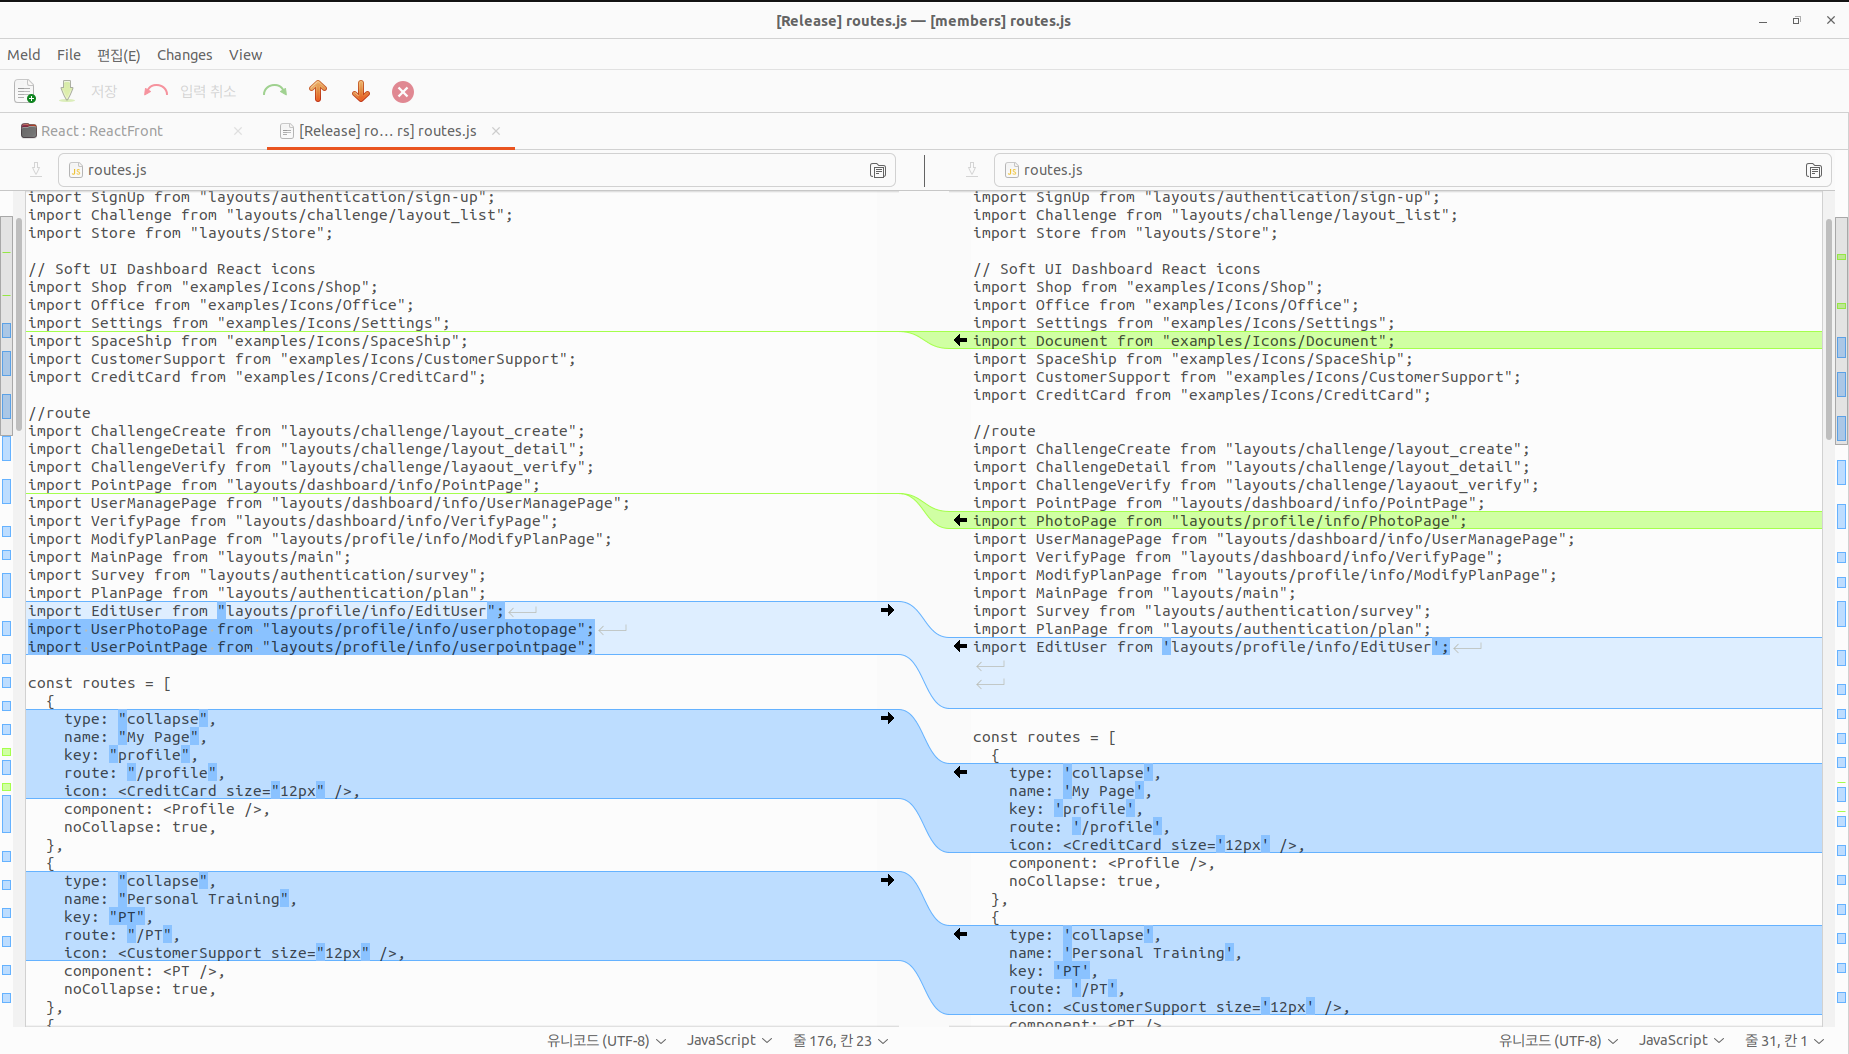 [Release] routes.js — [members] routes.js
Meld File 편집(E) Changes View
저장 입력 취소
React : ReactFront
[Release] ro... rs] routes.js
routes.js
import SignUp from "layouts/authentication/sign-up";
import Challenge from "layouts/challenge/layout_list";
import Store from "layouts/Store";
// Soft UI Dashboard React icons
import Shop from "examples/Icons/Shop";
import Office from "examples/Icons/Office";
import Settings from "examples/Icons/Settings";
import SpaceShip from "examples/Icons/SpaceShip";
import CustomerSupport from "examples/Icons/CustomerSupport";
import CreditCard from "examples/Icons/CreditCard";
//route
import ChallengeCreate from "layouts/challenge/layout_create";
import ChallengeDetail from "layouts/challenge/layout_detail";
import ChallengeVerify from "layouts/challenge/layaout_verify";
import PointPage from "layouts/dashboard/info/PointPage";
import UserManagePage from "layouts/dashboard/info/UserManagePage";
import VerifyPage from "layouts/dashboard/info/VerifyPage";
import ModifyPlanPage from "layouts/profile/info/ModifyPlanPage";
import MainPage from "layouts/main";
import Survey from "layouts/authentication/survey";
import PlanPage from "layouts/authentication/plan";
import EditUser from "layouts/profile/info/EditUser";
import UserPhotoPage from "layouts/profile/info/userphotopage";
import UserPointPage from "layouts/profile/info/userpointpage";
const routes = [
{
type: "collapse",
name: "My Page",
key: "profile",
route: "/profile",
icon: <CreditCard size="12px" />,
component: <Profile />,
noCollapse: true,
},
{
type: "collapse",
name: "Personal Training",
key: "PT",
route: "/PT",
icon: <CustomerSupport size="12px" />,
component: <PT />,
noCollapse: true,
},
{
유니코드 (UTF-8) JavaScript 줄 176, 칸 23
routes.js
import SignUp from "layouts/authentication/sign-up";
import Challenge from "layouts/challenge/layout_list";
import Store from "layouts/Store";
// Soft UI Dashboard React icons
import Shop from "examples/Icons/Shop";
import Office from "examples/Icons/Office";
import Settings from "examples/Icons/Settings";
import Document from "examples/Icons/Document";
import SpaceShip from "examples/Icons/SpaceShip";
import CustomerSupport from "examples/Icons/CustomerSupport";
import CreditCard from "examples/Icons/CreditCard";
//route
import ChallengeCreate from "layouts/challenge/layout_create";
import ChallengeDetail from "layouts/challenge/layout_detail";
import ChallengeVerify from "layouts/challenge/layaout_verify";
import PointPage from "layouts/dashboard/info/PointPage";
import PhotoPage from "layouts/profile/info/PhotoPage";
import UserManagePage from "layouts/dashboard/info/UserManagePage";
import VerifyPage from "layouts/dashboard/info/VerifyPage";
import ModifyPlanPage from "layouts/profile/info/ModifyPlanPage";
import MainPage from "layouts/main";
import Survey from "layouts/authentication/survey";
import PlanPage from "layouts/authentication/plan";
import EditUser from 'layouts/profile/info/EditUser';
const routes = [
{
type: 'collapse',
name: 'My Page',
key: 'profile',
route: '/profile',
icon: <CreditCard size='12px' />,
component: <Profile />,
noCollapse: true,
},
{
type: 'collapse',
name: 'Personal Training',
key: 'PT',
route: '/PT',
icon: <CustomerSupport size='12px' />,
component: <PT />
유니코드 (UTF-8) JavaScript 줄 31, 칸 1